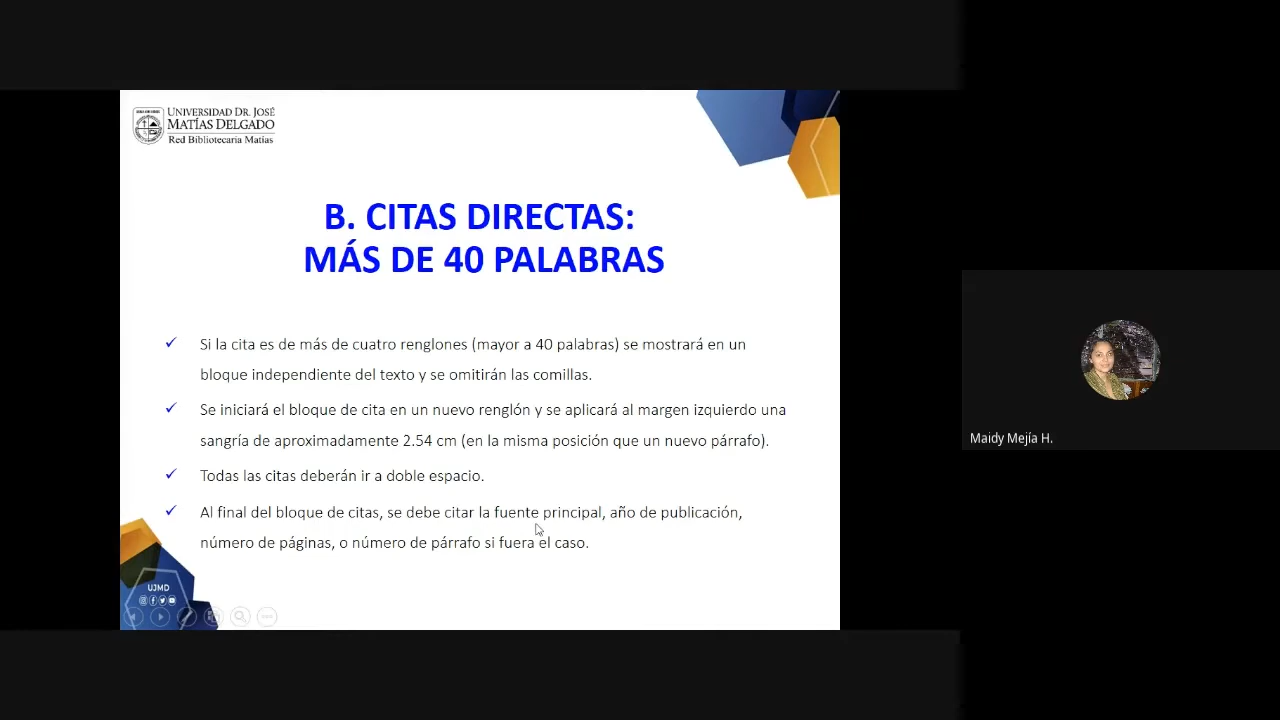 UNIVERSIDAD DR. JOSÉ
MATÍAS DELGADO
Red Bibliotecaria Matías
B. CITAS DIRECTAS:
MÁS DE 40 PALABRAS
Si la cita es de más de cuatro renglones (mayor a 40 palabras) se mostrará en un
bloque independiente del texto y se omitirán las comillas.
Se iniciará el bloque de cita en un nuevo renglón y se aplicará al margen izquierdo una
sangría de aproximadamente 2.54 cm (en la misma posición que un nuevo párrafo).
Todas las citas deberán ir a doble espacio.
Al final del bloque de citas, se debe citar la fuente principal, año de publicación,
número de páginas, o número de párrafo si fuera el caso.
UJMD
Maidy Mejía H.